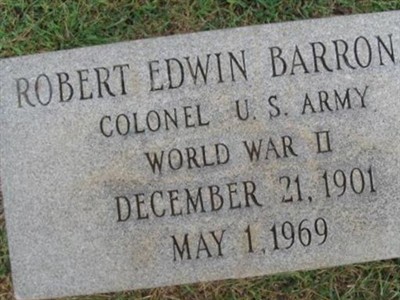 ROBERT EDWIN BARRON
COLONEL U. S. ARMY
WORLD WAR II
DECEMBER 21, 1901
MAY 1, 1969